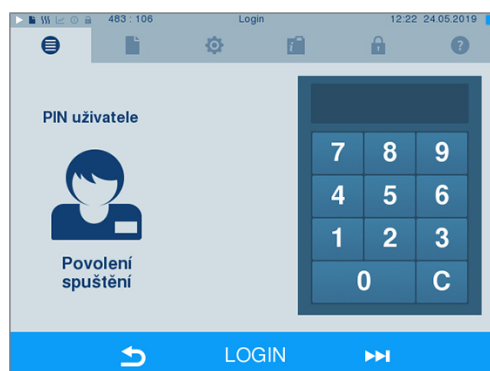 483 : 106 Login 12:22 24.05.2019
PIN uživatele
7 8 9
4 5 6
1 2 3
0 C
Povolení
spuštění
LOGIN